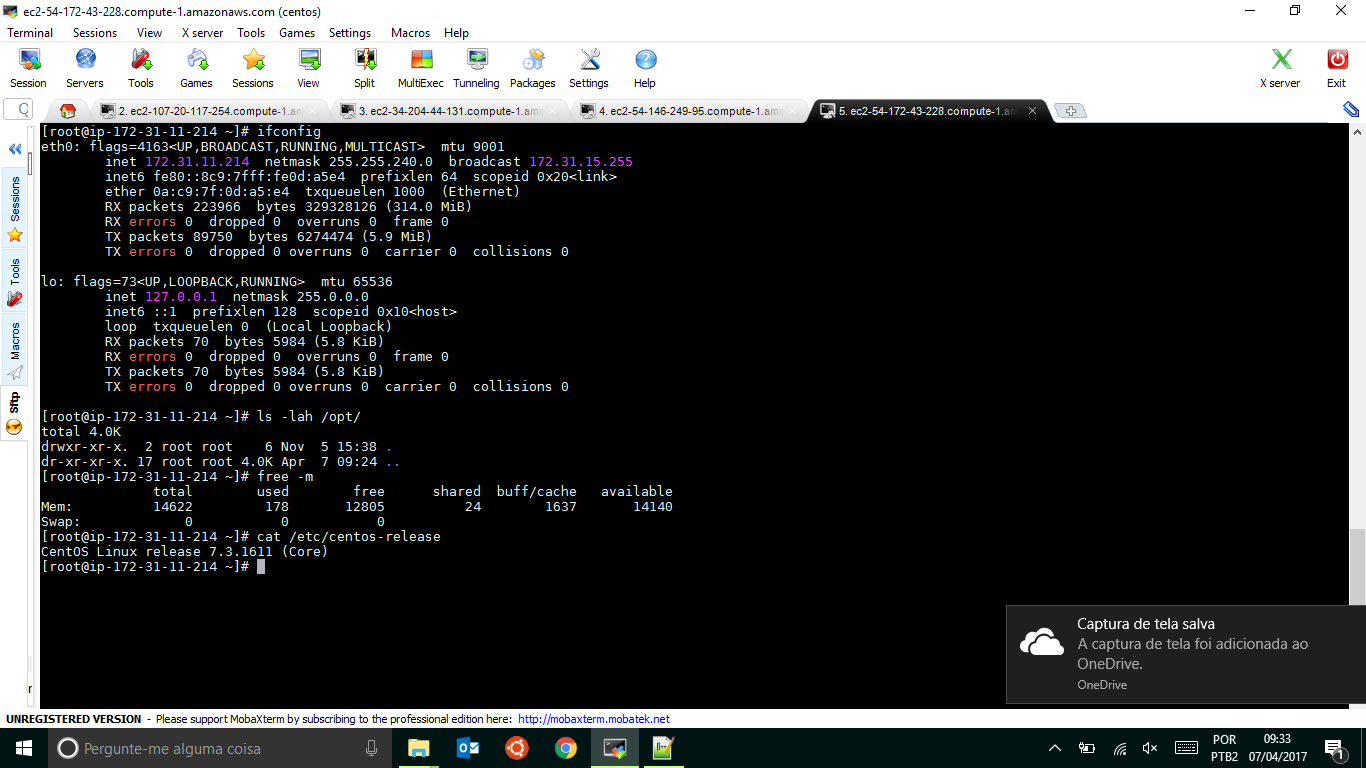 ec2-54-172-43-228.compute-1.amazonaws.com (centos)
Terminal Sessions View X server Tools Games Settings Macros Help
Session Servers Tools Games Sessions View Split MultiExec Tunneling Packages Settings Help X server Exit
2. ec2-107-20-117-254.compute-1.am 3. ec2-34-204-44-131.compute-1.am 4. ec2-54-146-249-95.compute-1.am 5. ec2-54-172-43-228.compute-1.am
Sessions
Tools
Macros
Sftp
[root@ip-172-31-11-214 ~]# ifconfig
eth0: flags=4163<UP,BROADCAST,RUNNING,MULTICAST>  mtu 9001
        inet 172.31.11.214  netmask 255.255.240.0  broadcast 172.31.15.255
        inet6 fe80::8c9:7fff:fe0d:a5e4  prefixlen 64  scopeid 0x20<link>
        ether 0a:c9:7f:0d:a5:e4  txqueuelen 1000  (Ethernet)
        RX packets 223966  bytes 329328126 (314.0 MiB)
        RX errors 0  dropped 0  overruns 0  frame 0
        TX packets 89750  bytes 6274474 (5.9 MiB)
        TX errors 0  dropped 0 overruns 0  carrier 0  collisions 0
lo: flags=73<UP,LOOPBACK,RUNNING>  mtu 65536
        inet 127.0.0.1  netmask 255.0.0.0
        inet6 ::1  prefixlen 128  scopeid 0x10<host>
        loop  txqueuelen 0  (Local Loopback)
        RX packets 70  bytes 5984 (5.8 KiB)
        RX errors 0  dropped 0  overruns 0  frame 0
        TX packets 70  bytes 5984 (5.8 KiB)
        TX errors 0  dropped 0 overruns 0  carrier 0  collisions 0
[root@ip-172-31-11-214 ~]# ls -lah /opt/
total 4.0K
drwxr-xr-x.  2 root root    6 Nov  5 15:38 .
dr-xr-xr-x. 17 root root 4.0K Apr  7 09:24 ..
[root@ip-172-31-11-214 ~]# free -m
              total        used        free      shared  buff/cache   available
Mem:          14622         178       12805          24        1637       14140
Swap:             0           0           0
[root@ip-172-31-11-214 ~]# cat /etc/centos-release
CentOS Linux release 7.3.1611 (Core)
[root@ip-172-31-11-214 ~]#
Captura de tela salva
A captura de tela foi adicionada ao
OneDrive.
OneDrive
UNREGISTERED VERSION - Please support MobaXterm by subscribing to the professional edition here: http://mobaxterm.mobatek.net
Pergunte-me alguma coisa
POR 09:33
PTB2 07/04/2017
1